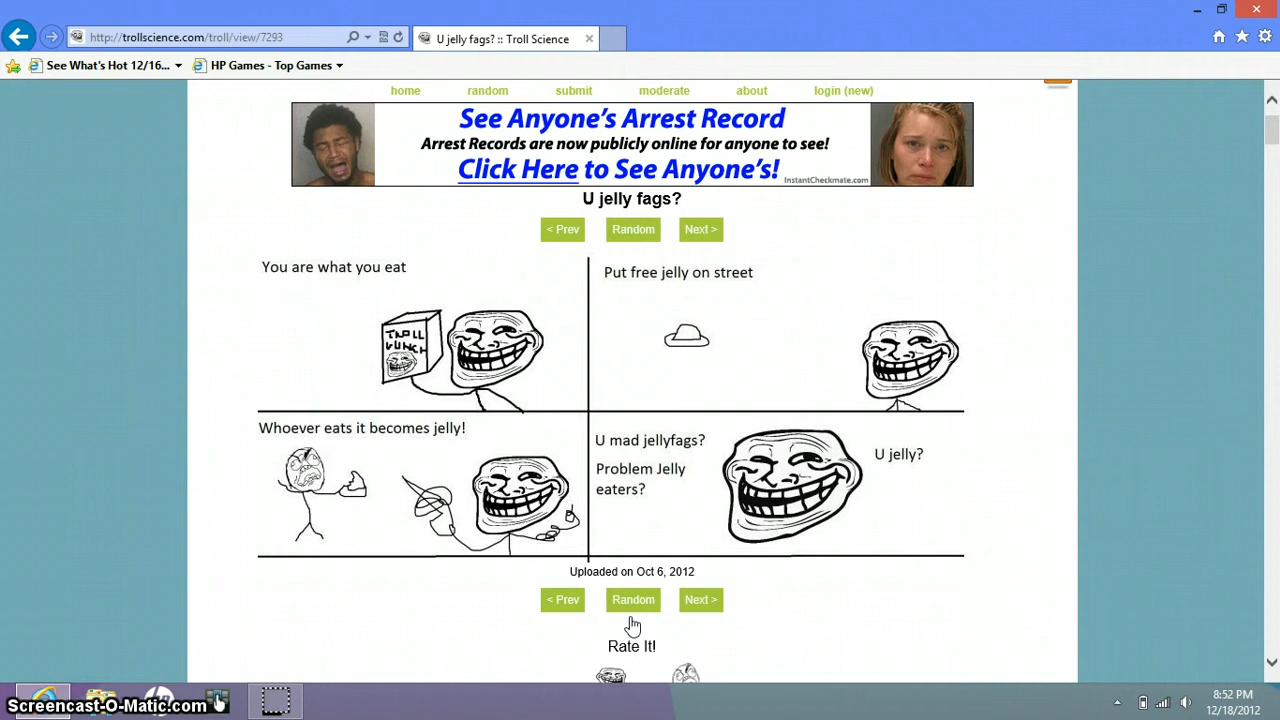 http://trollscience.com/troll/view/7293
U jelly fags? :: Troll Science
See What's Hot 12/16...
HP Games - Top Games
home random submit moderate about login (new)
See Anyone's Arrest Record
Arrest Records are now publicly online for anyone to see!
Click Here to See Anyone's!
InstantCheckmate.com
U jelly fags?
< Prev Random Next >
You are what you eat
TROLL
MUNCH
Put free jelly on street
Whoever eats it becomes jelly!
U mad jellyfags?
Problem Jelly
eaters?
U jelly?
Uploaded on Oct 6, 2012
< Prev Random Next >
Rate It!
Screencast-O-Matic.com
8:52 PM
12/18/2012